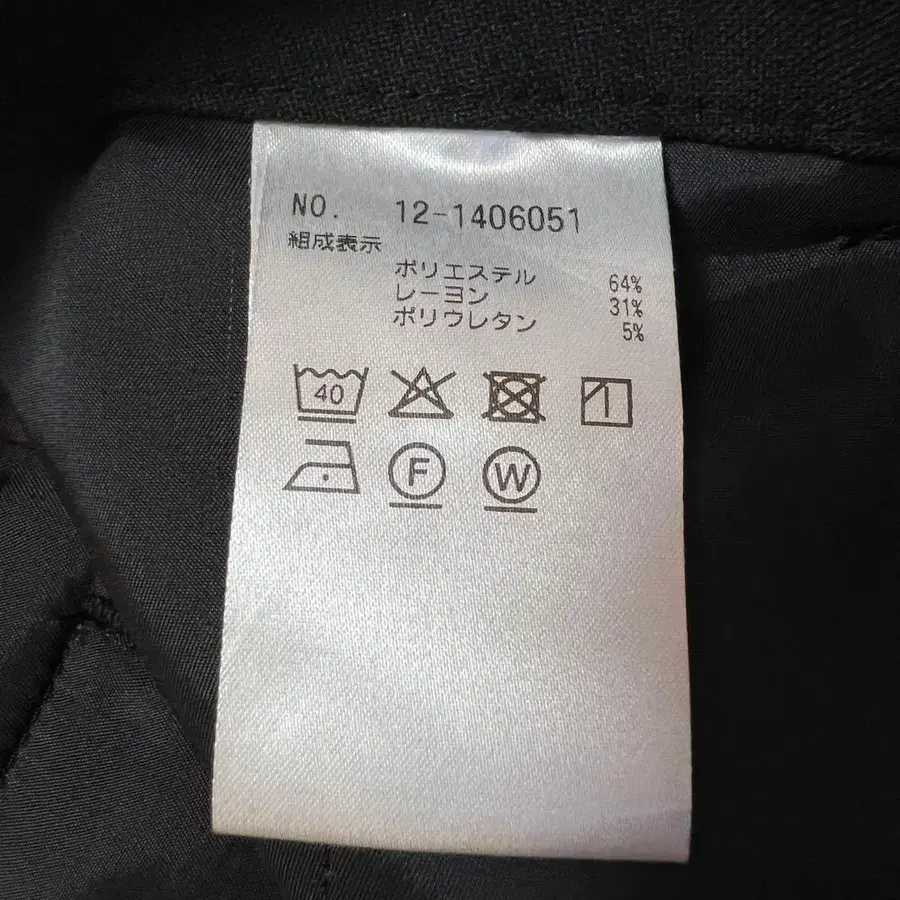 NO. 12-1406051
組成表示
ポリエステル 64%
レーヨン 31%
ポリウレタン 5%
40
F W